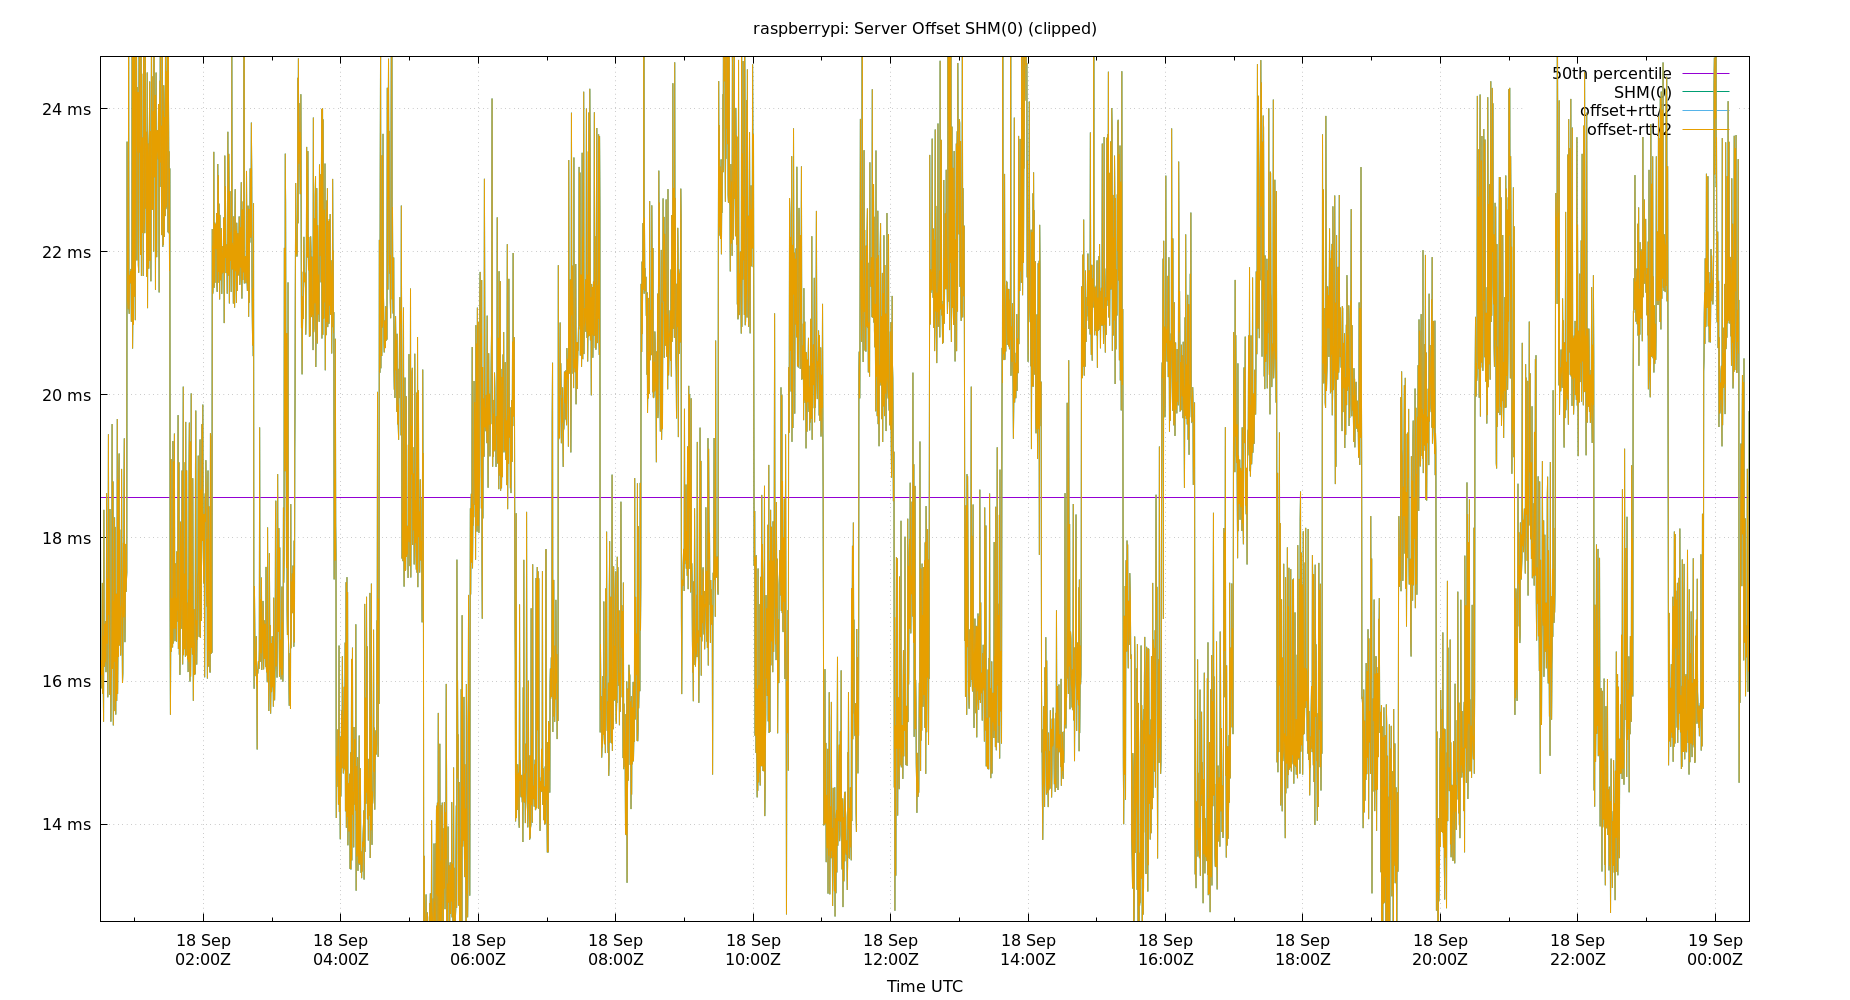 raspberrypi: Server Offset SHM(0) (clipped)
50th percentile
SHM(0)
offset+rtt/2
offset-rtt/2
24 ms
22 ms
20 ms
18 ms
16 ms
14 ms
18 Sep 18 Sep 18 Sep 18 Sep 18 Sep 18 Sep 18 Sep 18 Sep 18 Sep 18 Sep 18 Sep 19 Sep
02:00Z 04:00Z 06:00Z 08:00Z 10:00Z 12:00Z 14:00Z 16:00Z 18:00Z 20:00Z 22:00Z 00:00Z
Time UTC